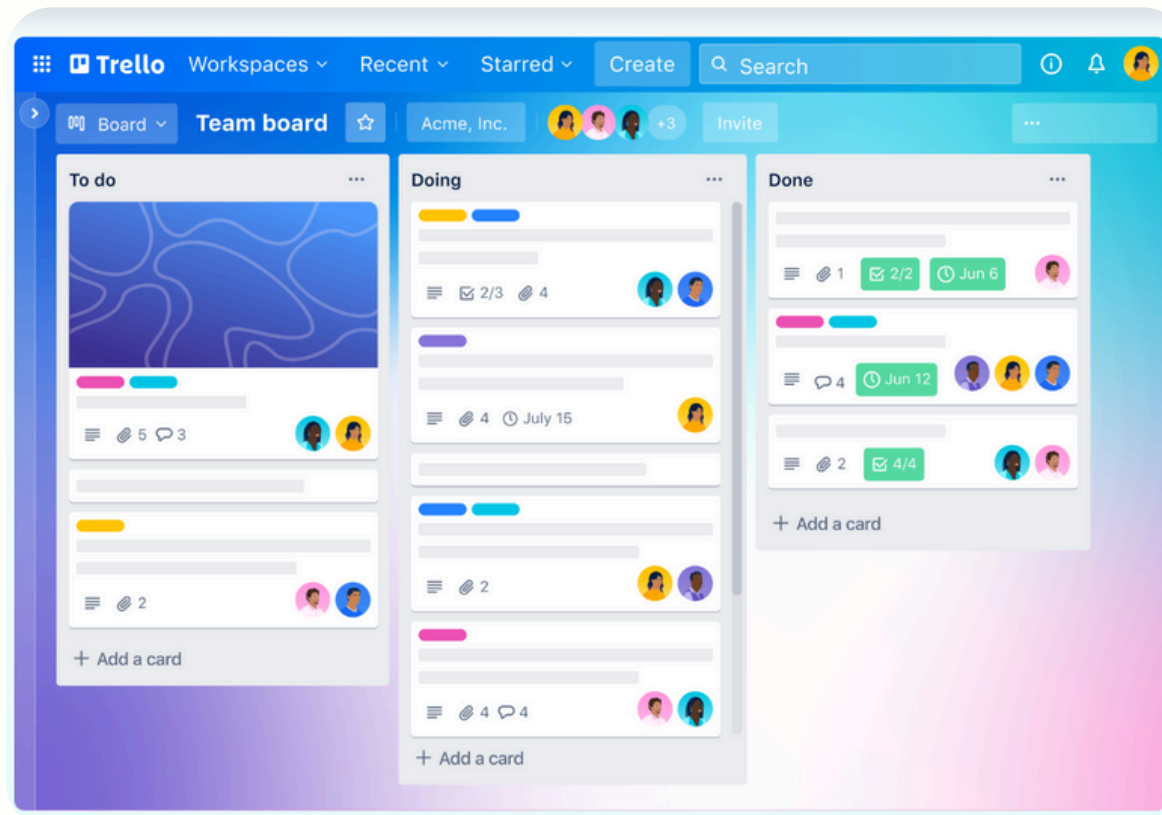 Trello Workspaces Recent Starred Create Search
Board Team board Acme, Inc. +3 Invite
To do
5 3
2
+ Add a card
Doing
2/3 4
4 July 15
2
4 4
+ Add a card
Done
1 2/2 Jun 6
4 Jun 12
2 4/4
+ Add a card